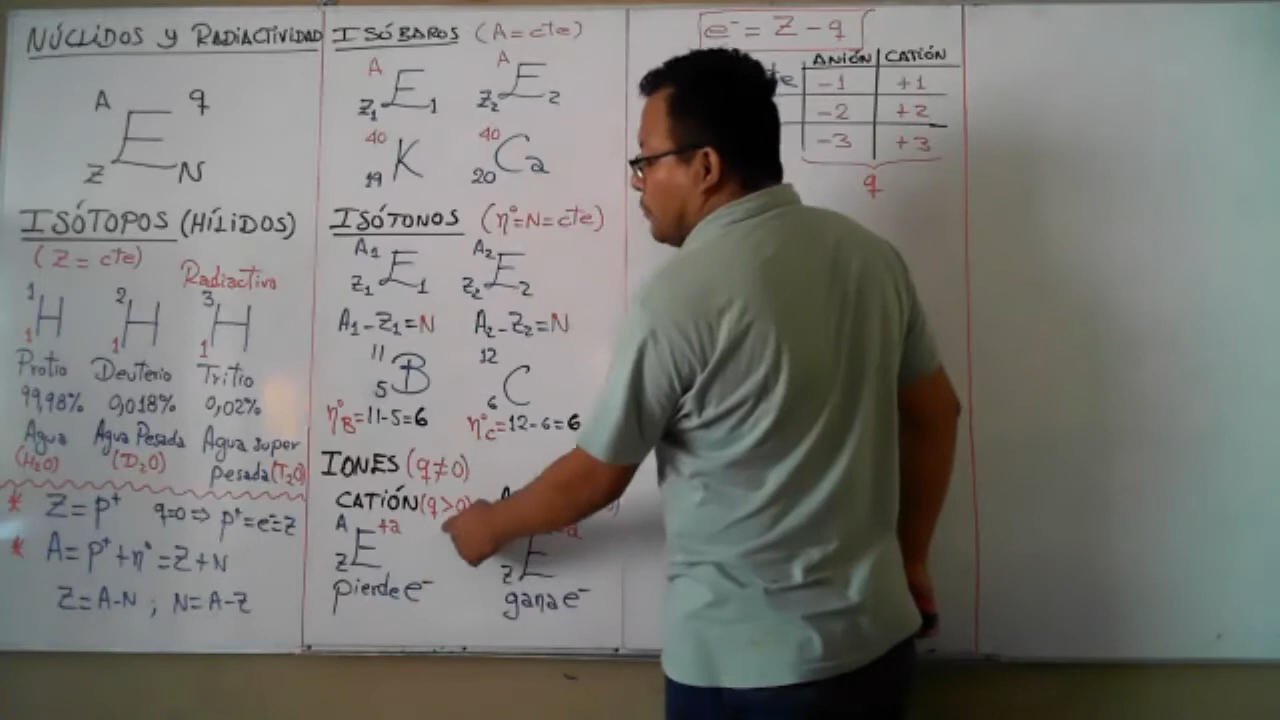 NÚCLIDOS y RADIACTIVIDAD
A q
E
Z N
ISÓTOPOS (HÍLIDOS)
(Z = cte)
Radiactivo
1 2 3
H H H
1 1 1
Protio Deuterio Tritio
99,98% 0,018% 0,02%
Agua Agua Pesada Agua super
(H2O) (D2O) pesada (T2O)
* Z = p+ q=0 ⇒ p+=e-=Z
* A = p+ + n° = Z+N
Z = A-N ; N = A-Z
ISÓBAROS (A = cte)
A A
E1 E2
Z1 Z2
40 40
K Ca
19 20
ISÓTONOS (n°=N=cte)
A1 A2
E1 E2
Z1 Z2
A1-Z1=N A2-Z2=N
11 12
B C
5 6
n°B=11-5=6 n°C=12-6=6
IONES (q≠0)
CATIÓN (q>0)
A +a
E E
Z Z
pierde e- gana e-
e- = Z - q
ANIÓN CATIÓN
-1 +1
-2 +2
-3 +3
q